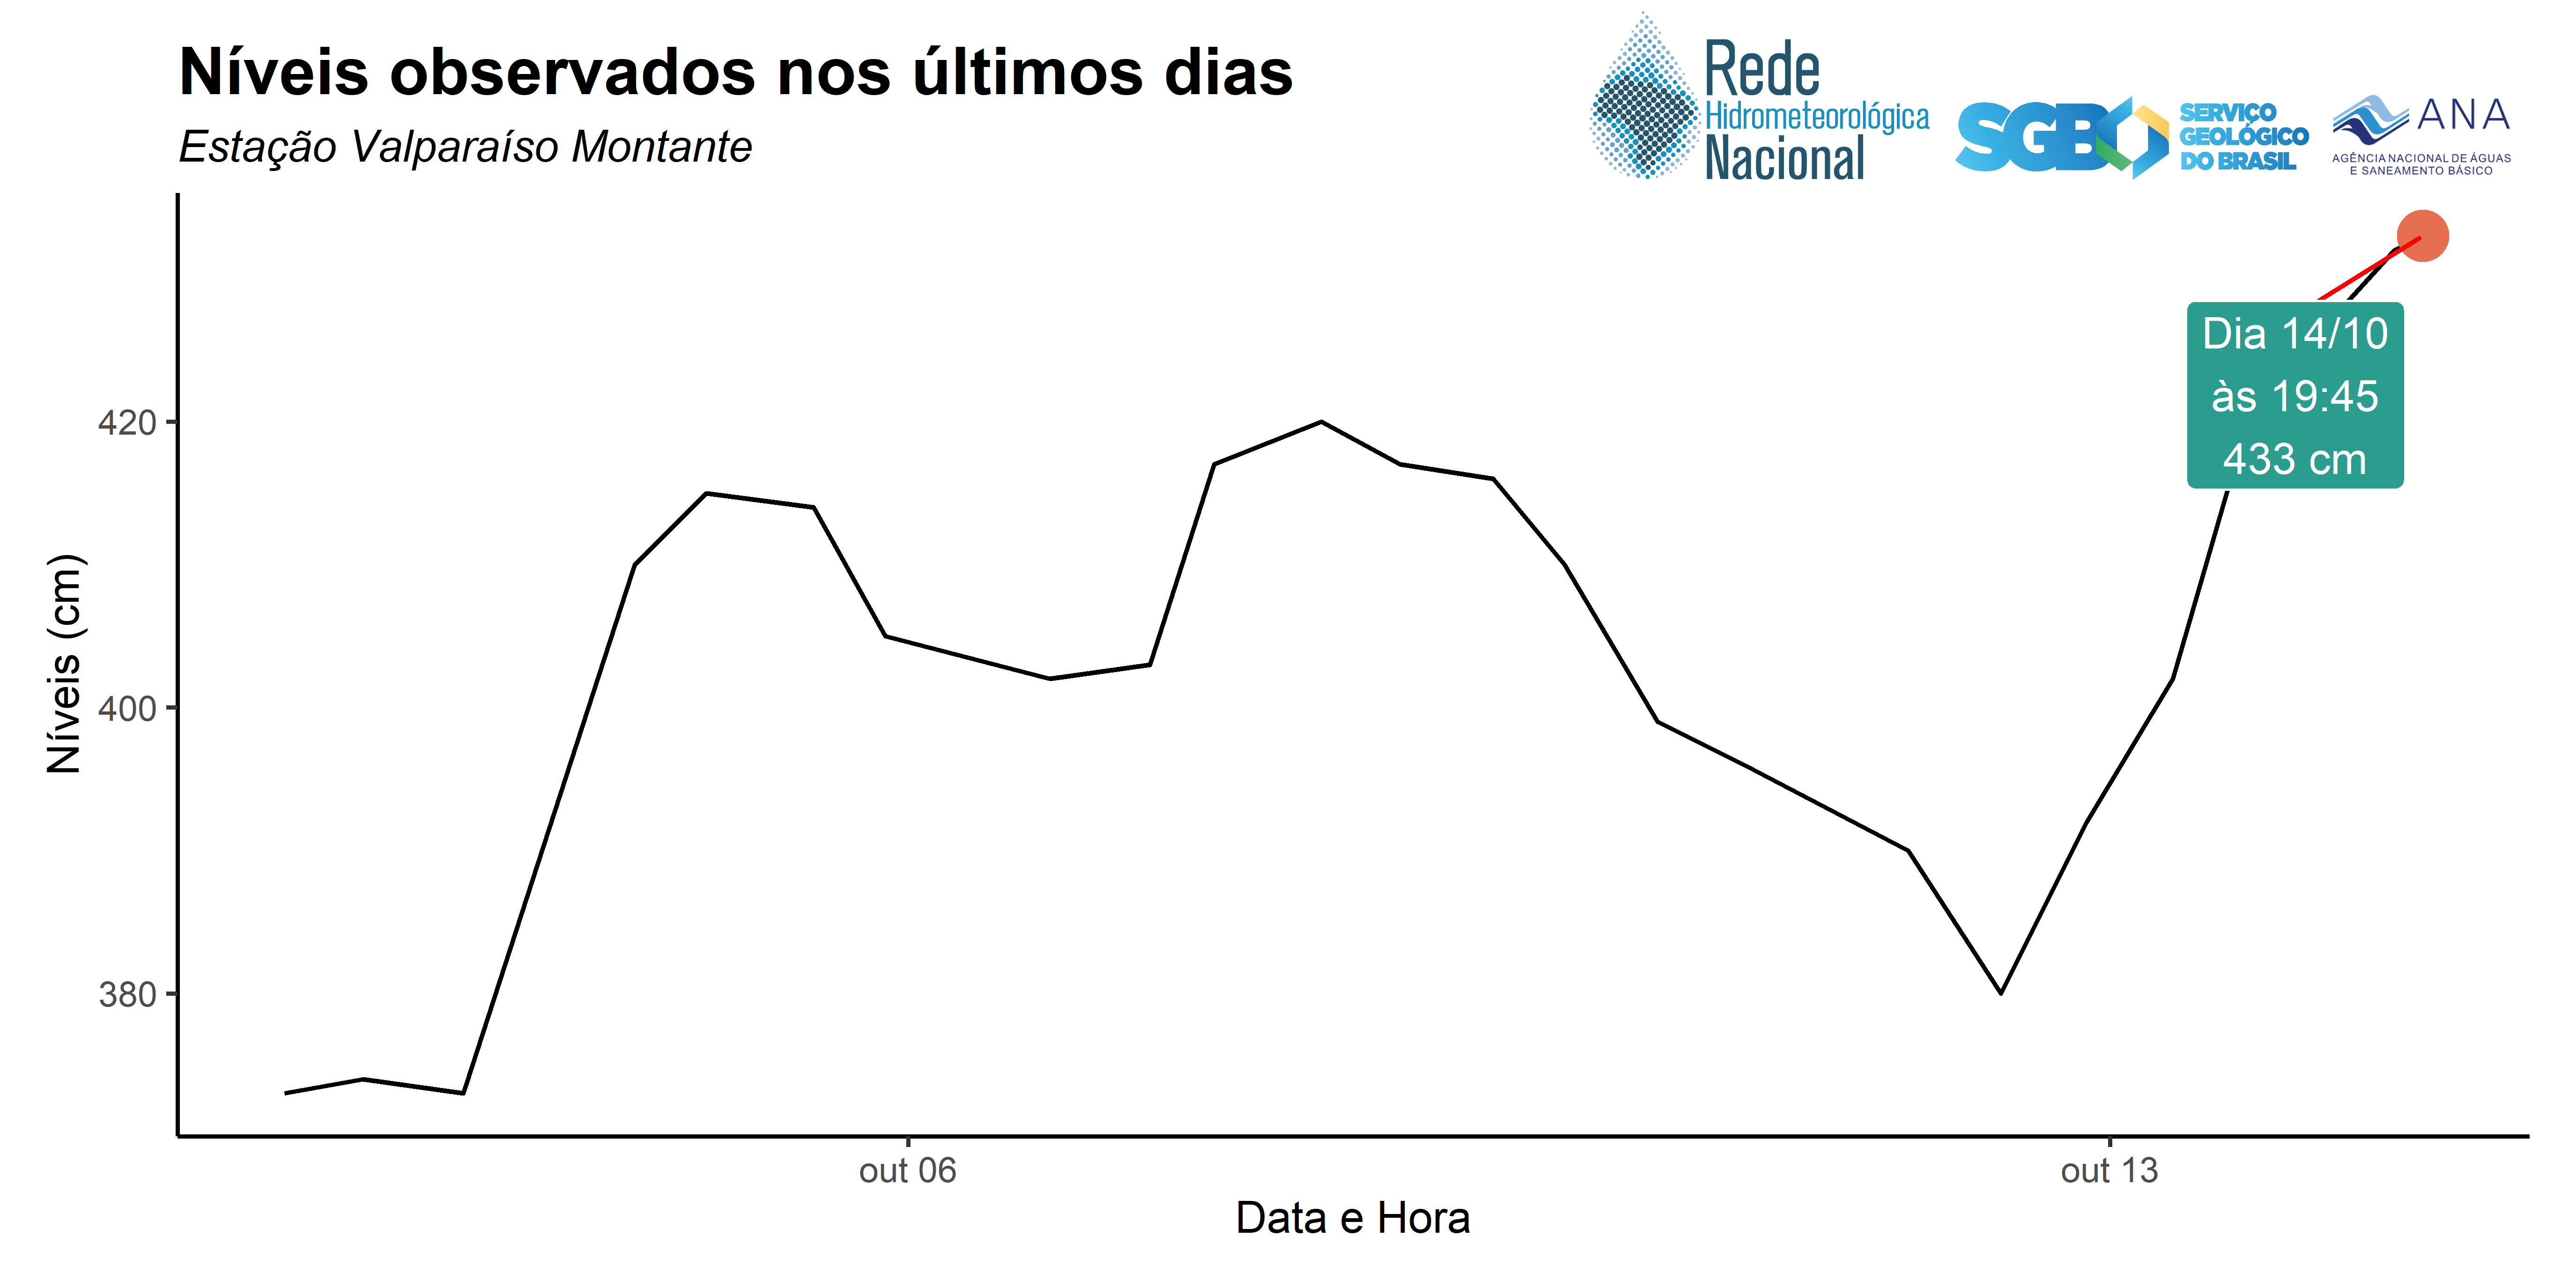 Níveis observados nos últimos dias
Estação Valparaíso Montante
Rede
Hidrometeorológica
Nacional
SGB
SERVIÇO
GEOLÓGICO
DO BRASIL
ANA
AGÊNCIA NACIONAL DE ÁGUAS
E SANEAMENTO BÁSICO
Dia 14/10
às 19:45
433 cm
Níveis (cm)
420
400
380
out 06
out 13
Data e Hora